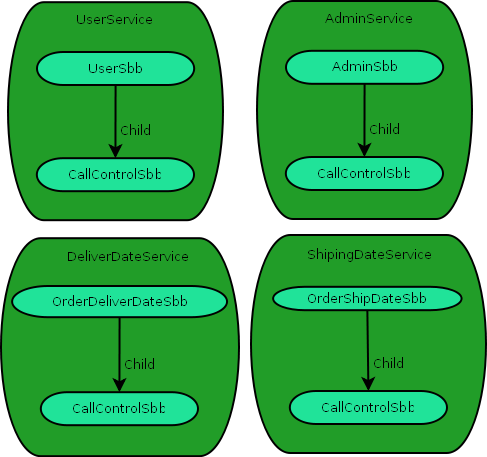 UserService
UserSbb
Child
CallControlSbb
AdminService
AdminSbb
Child
CallControlSbb
DeliverDateService
OrderDeliverDateSbb
Child
CallControlSbb
ShipingDateService
OrderShipDateSbb
Child
CallControlSbb